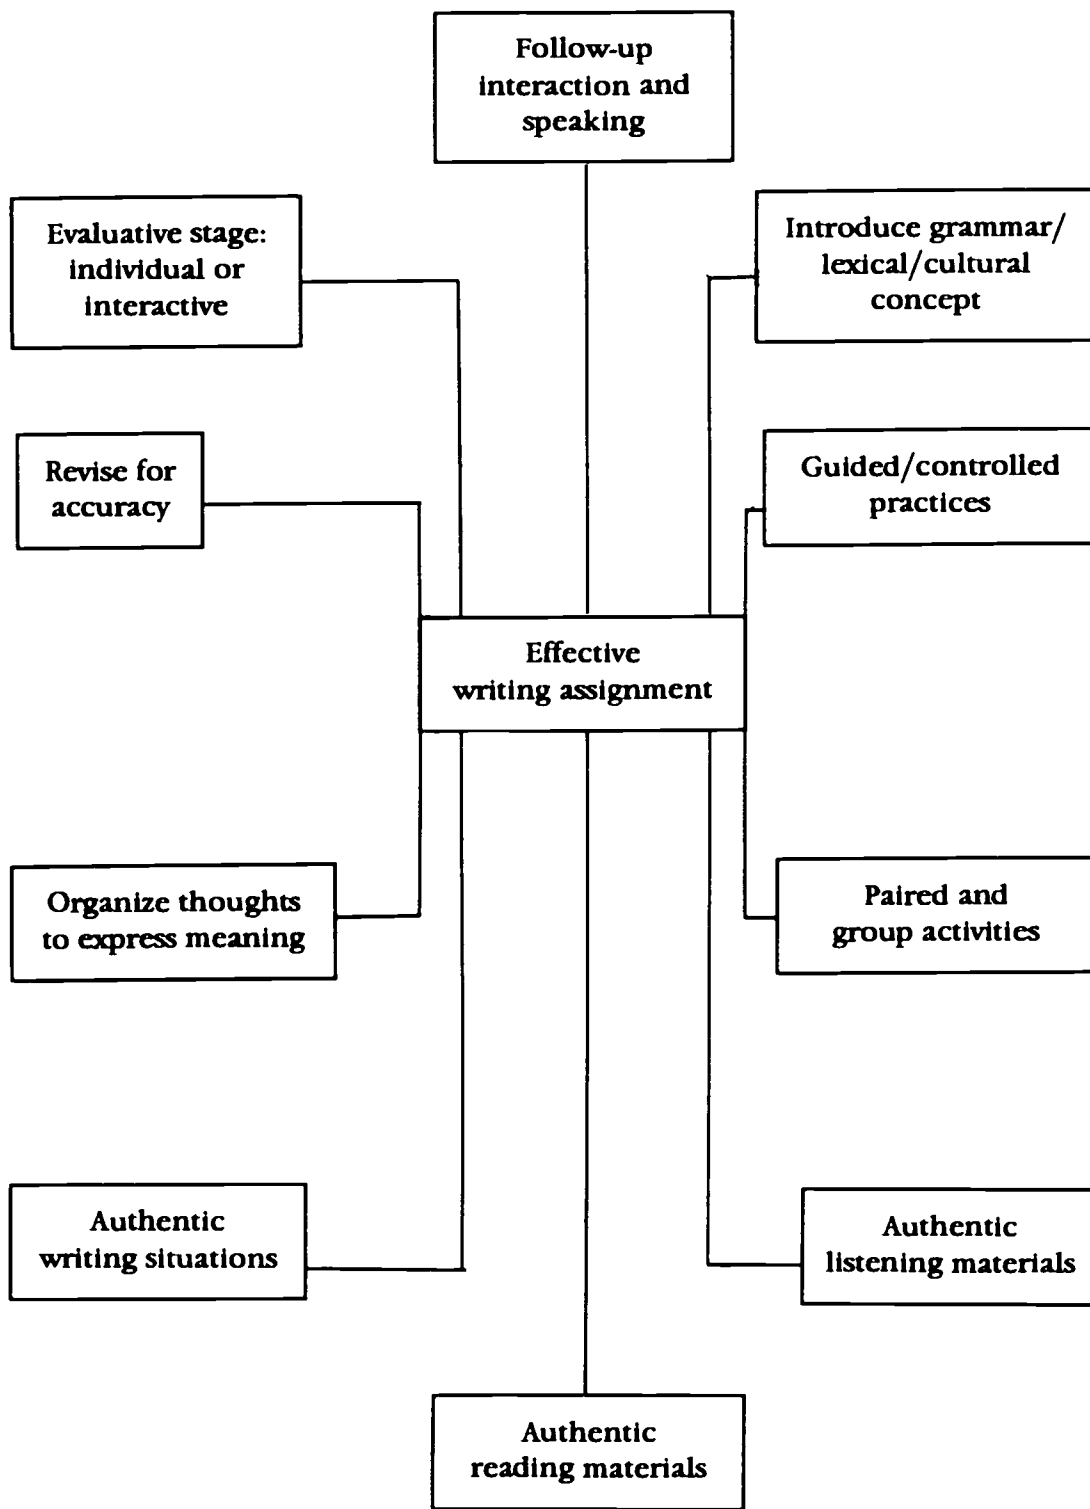 Follow-up
interaction and
speaking
Evaluative stage:
individual or
interactive
Introduce grammar/
lexical/cultural
concept
Revise for
accuracy
Guided/controlled
practices
Effective
writing assignment
Organize thoughts
to express meaning
Paired and
group activities
Authentic
writing situations
Authentic
listening materials
Authentic
reading materials